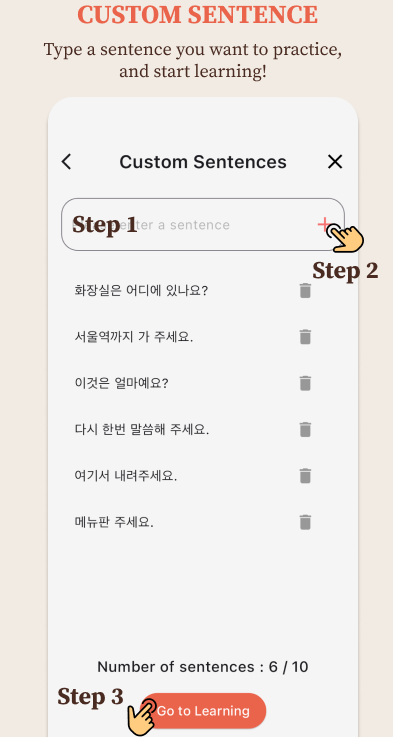 CUSTOM SENTENCE
Type a sentence you want to practice,
and start learning!
Custom Sentences
Step 1
enter a sentence
Step 2
화장실은 어디에 있나요?
서울역까지 가 주세요.
이것은 얼마예요?
다시 한번 말씀해 주세요.
여기서 내려주세요.
메뉴판 주세요.
Number of sentences : 6 / 10
Step 3
Go to Learning